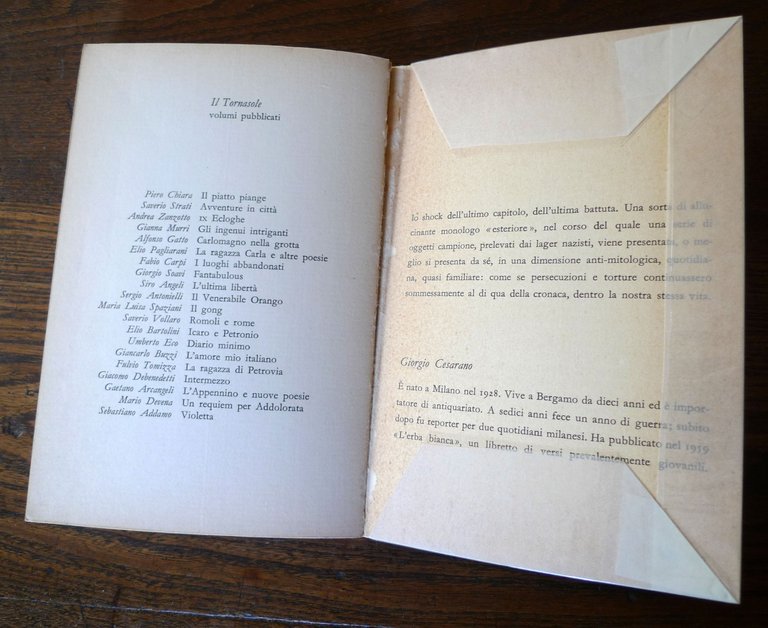 Il Tornasole
volumi pubblicati
Piero Chiara Il piatto piange
Saverio Strati Avventure in città
Andrea Zanzotto IX Ecloghe
Gianna Murri Gli ingenui intriganti
Alfonso Gatto Carlomagno nella grotta
Elio Pagliarani La ragazza Carla e altre poesie
Fabio Carpi I luoghi abbandonati
Giorgio Soavi Fantabulous
Siro Angeli L'ultima libertà
Sergio Antonielli Il Venerabile Orango
Maria Luisa Spaziani Il gong
Saverio Vollaro Romoli e rome
Elio Bartolini Icaro e Petronio
Umberto Eco Diario minimo
Giancarlo Buzzi L'amore mio italiano
Fulvio Tomizza La ragazza di Petrovia
Giacomo Debenedetti Intermezzo
Gaetano Arcangeli L'Appennino e nuove poesie
Mario Devena Un requiem per Addolorata
Sebastiano Addamo Violetta
lo shock dell'ultimo capitolo, dell'ultima battuta. Una sorta di allu-
cinante monologo «esteriore», nel corso del quale una serie di
oggetti campione, prelevati dai lager nazisti, viene presentata, o me-
glio si presenta da sé, in una dimensione anti-mitologica, quotidia-
na, quasi familiare: come se persecuzioni e torture continuassero
sommessamente al di qua della cronaca, dentro la nostra stessa vita.
Giorgio Cesarano
È nato a Milano nel 1928. Vive a Bergamo da dieci anni ed è impor-
tatore di antiquariato. A sedici anni fece un anno di guerra; subito
dopo fu reporter per due quotidiani milanesi. Ha pubblicato nel 1959
«L'erba bianca», un libretto di versi prevalentemente giovanili.